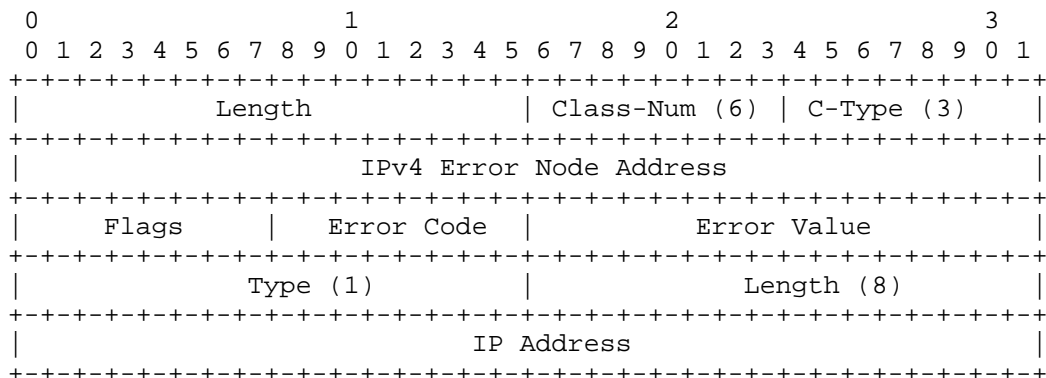 0                   1                   2                   3
 0 1 2 3 4 5 6 7 8 9 0 1 2 3 4 5 6 7 8 9 0 1 2 3 4 5 6 7 8 9 0 1
+-+-+-+-+-+-+-+-+-+-+-+-+-+-+-+-+-+-+-+-+-+-+-+-+-+-+-+-+-+-+-+-+
|            Length             | Class-Num (6) | C-Type (3)    |
+-+-+-+-+-+-+-+-+-+-+-+-+-+-+-+-+-+-+-+-+-+-+-+-+-+-+-+-+-+-+-+-+
|                     IPv4 Error Node Address                   |
+-+-+-+-+-+-+-+-+-+-+-+-+-+-+-+-+-+-+-+-+-+-+-+-+-+-+-+-+-+-+-+-+
|     Flags     |   Error Code  |          Error Value          |
+-+-+-+-+-+-+-+-+-+-+-+-+-+-+-+-+-+-+-+-+-+-+-+-+-+-+-+-+-+-+-+-+
|              Type (1)         |             Length (8)        |
+-+-+-+-+-+-+-+-+-+-+-+-+-+-+-+-+-+-+-+-+-+-+-+-+-+-+-+-+-+-+-+-+
|                            IP Address                         |
+-+-+-+-+-+-+-+-+-+-+-+-+-+-+-+-+-+-+-+-+-+-+-+-+-+-+-+-+-+-+-+-+